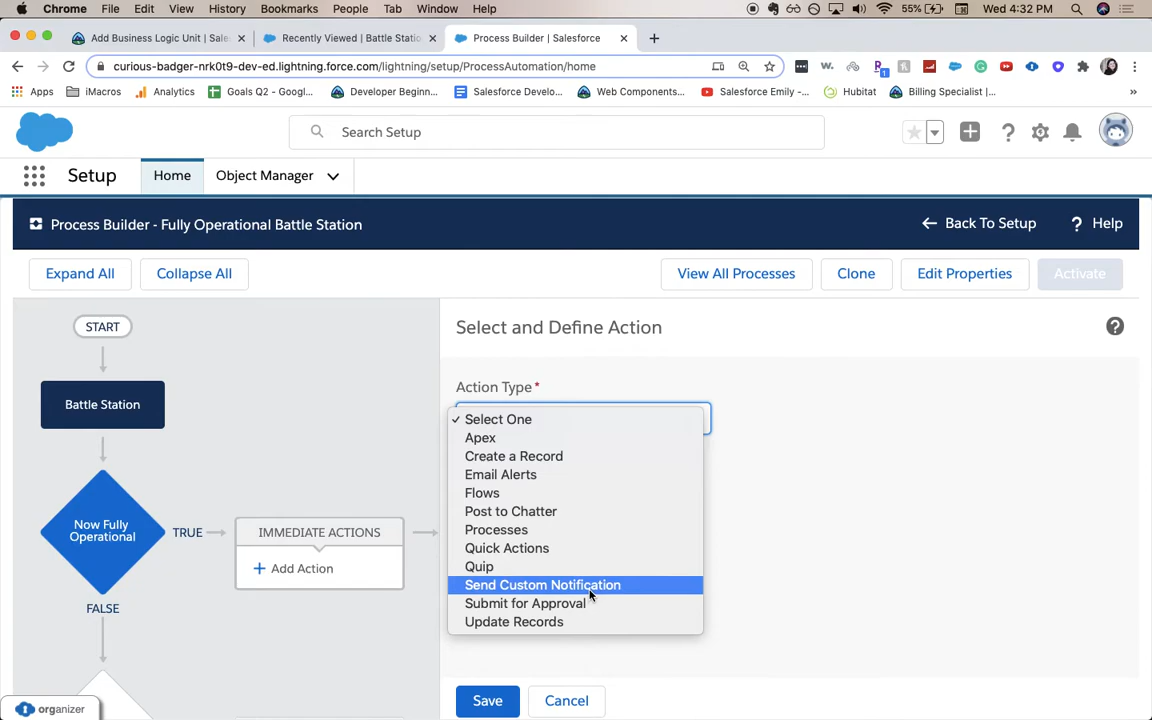 Chrome File Edit View History Bookmarks People Tab Window Help 55% Wed 4:32 PM
Add Business Logic Unit | Sales Recently Viewed | Battle Statio Process Builder | Salesforce
curious-badger-nrk0t9-dev-ed.lightning.force.com/lightning/setup/ProcessAutomation/home
Apps iMacros Analytics Goals Q2 - Googl... Developer Beginn... Salesforce Develo... Web Components... Salesforce Emily -... Hubitat Billing Specialist |... »
Search Setup
Setup Home Object Manager
Process Builder - Fully Operational Battle Station Back To Setup ? Help
Expand All Collapse All View All Processes Clone Edit Properties Activate
START
Select and Define Action ?
Action Type *
Battle Station
Select One
Apex
Create a Record
Email Alerts
Flows
Post to Chatter
Processes
Quick Actions
Quip
Send Custom Notification
Submit for Approval
Update Records
Now Fully
Operational
TRUE
IMMEDIATE ACTIONS
+ Add Action
FALSE
Save Cancel
organizer